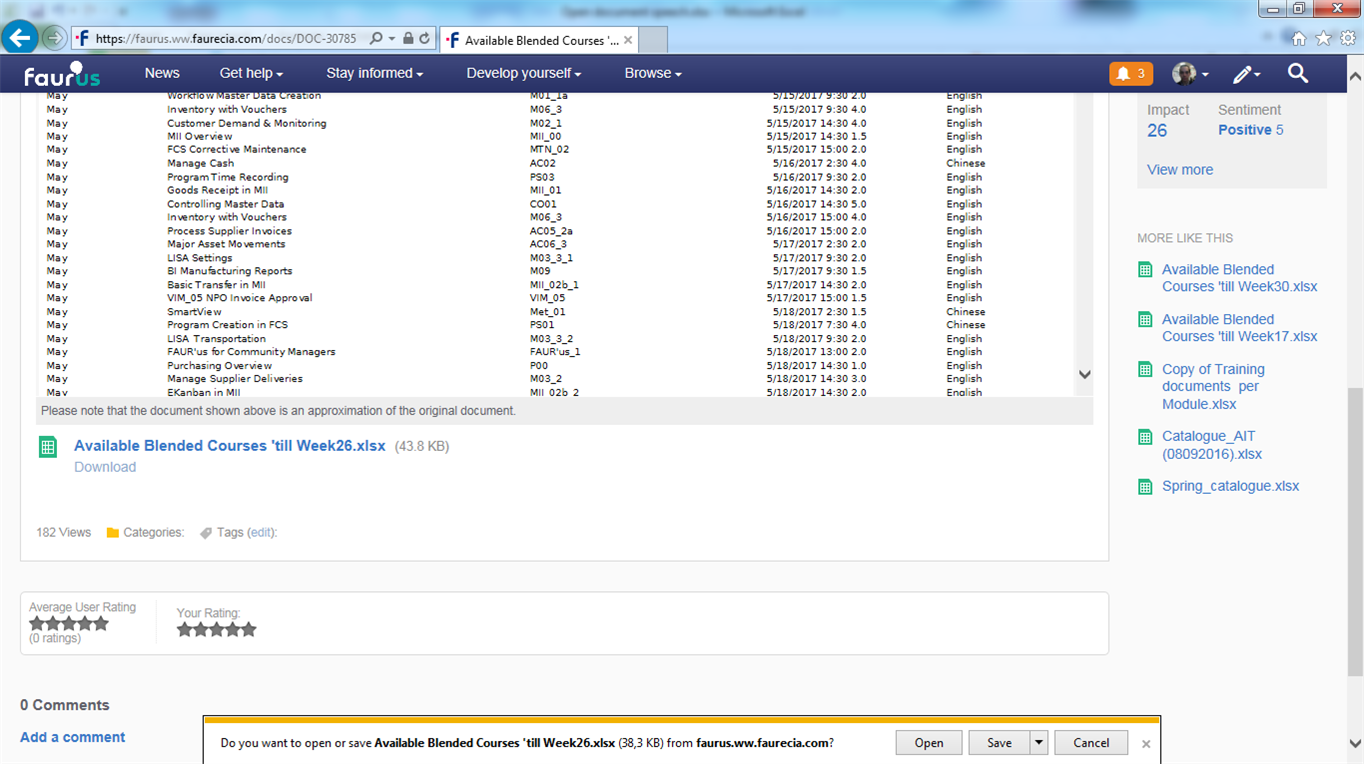 https://faurus.ww.faurecia.com/docs/DOC-30785
Available Blended Courses '...
faurus News Get help Stay informed Develop yourself Browse 3
May Workflow Master Data Creation M01_1a 5/15/2017 9:30 2.0 English
May Inventory with Vouchers M06_3 5/15/2017 9:30 4.0 English
May Customer Demand & Monitoring M02_1 5/15/2017 14:30 4.0 English
May MII Overview MII_00 5/15/2017 14:30 1.5 English
May FCS Corrective Maintenance MTN_02 5/15/2017 15:00 2.0 English
May Manage Cash AC02 5/16/2017 2:30 4.0 Chinese
May Program Time Recording PS03 5/16/2017 9:30 2.0 English
May Goods Receipt in MII MII_01 5/16/2017 14:30 2.0 English
May Controlling Master Data CO01 5/16/2017 14:30 5.0 English
May Inventory with Vouchers M06_3 5/16/2017 15:00 4.0 English
May Process Supplier Invoices AC05_2a 5/16/2017 15:00 2.0 English
May Major Asset Movements AC06_3 5/17/2017 2:30 2.0 English
May LISA Settings M03_3_1 5/17/2017 9:30 2.0 English
May BI Manufacturing Reports M09 5/17/2017 9:30 1.5 English
May Basic Transfer in MII MII_02b_1 5/17/2017 14:30 2.0 English
May VIM_05 NPO Invoice Approval VIM_05 5/17/2017 15:00 1.5 English
May SmartView Met_01 5/18/2017 2:30 1.5 Chinese
May Program Creation in FCS PS01 5/18/2017 7:30 4.0 Chinese
May LISA Transportation M03_3_2 5/18/2017 9:30 2.0 English
May FAUR'us for Community Managers FAUR'us_1 5/18/2017 13:00 2.0 English
May Purchasing Overview P00 5/18/2017 14:30 1.0 English
May Manage Supplier Deliveries M03_2 5/18/2017 14:30 3.0 English
May EKanban in MII MII_02b_2 5/18/2017 14:30 2.0 English
Please note that the document shown above is an approximation of the original document.
Available Blended Courses 'till Week26.xlsx (43.8 KB)
Download
182 Views Categories: Tags (edit):
Average User Rating
(0 ratings)
Your Rating:
0 Comments
Add a comment
Impact Sentiment
26 Positive 5
View more
MORE LIKE THIS
Available Blended
Courses 'till Week30.xlsx
Available Blended
Courses 'till Week17.xlsx
Copy of Training
documents per
Module.xlsx
Catalogue_AIT
(08092016).xlsx
Spring_catalogue.xlsx
Do you want to open or save Available Blended Courses 'till Week26.xlsx (38,3 KB) from faurus.ww.faurecia.com? Open Save Cancel